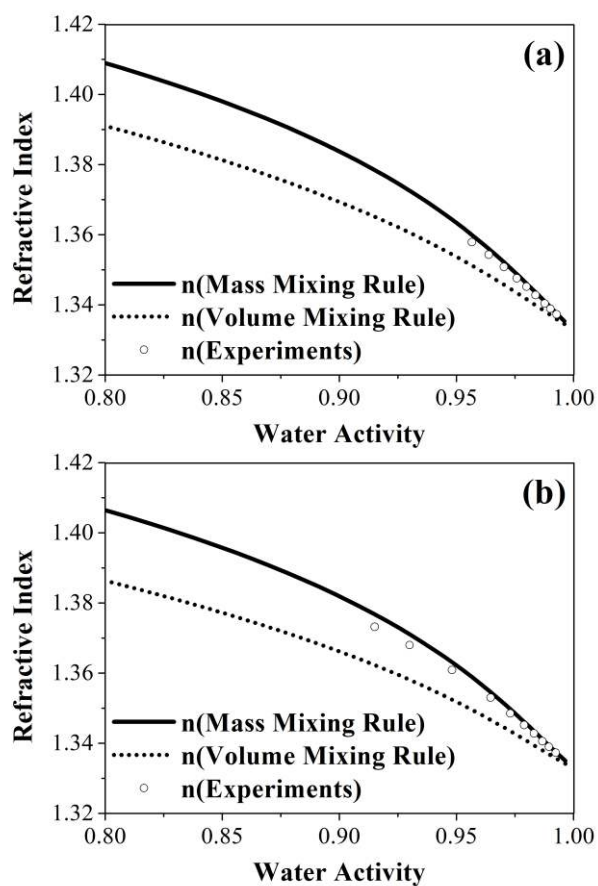 1.42
(a)
1.40
1.38
1.36
1.34
1.32
Refractive Index
n(Mass Mixing Rule)
n(Volume Mixing Rule)
n(Experiments)
0.80 0.85 0.90 0.95 1.00
Water Activity
1.42
(b)
1.40
1.38
1.36
1.34
1.32
Refractive Index
n(Mass Mixing Rule)
n(Volume Mixing Rule)
n(Experiments)
0.80 0.85 0.90 0.95 1.00
Water Activity